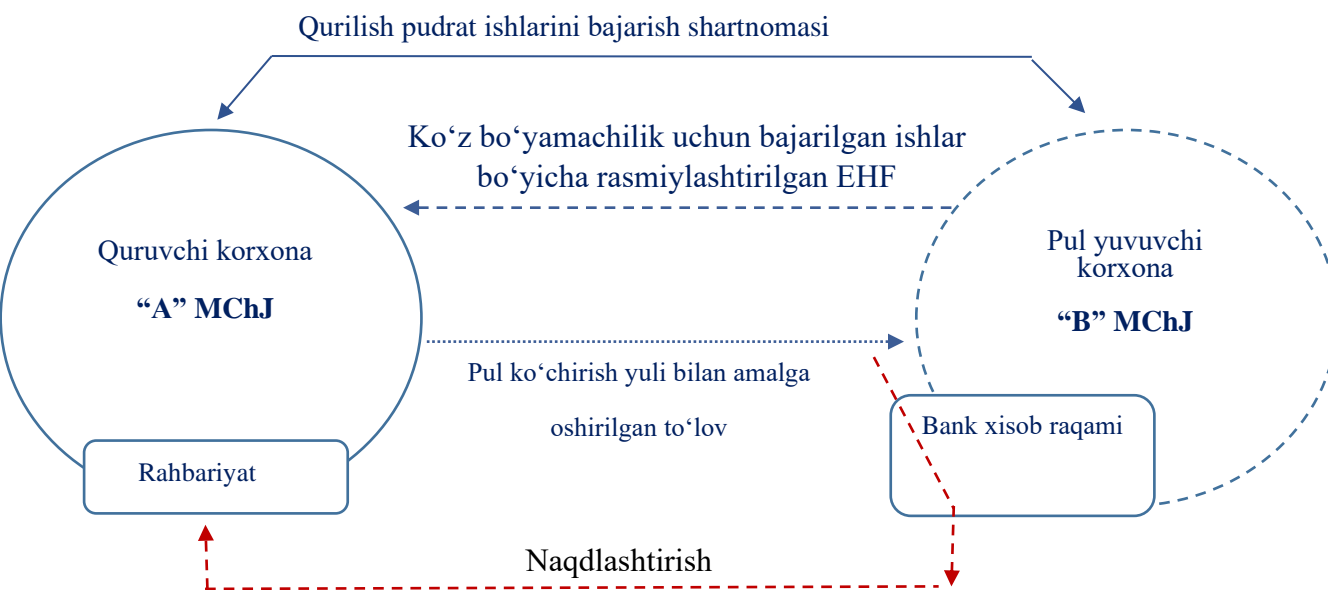 Qurilish pudrat ishlarini bajarish shartnomasi
Ko‘z bo‘yamachilik uchun bajarilgan ishlar
bo‘yicha rasmiylashtirilgan EHF
Quruvchi korxona
“A” MChJ
Pul yuvuvchi
korxona
“B” MChJ
Pul ko‘chirish yuli bilan amalga
oshirilgan to‘lov
Bank xisob raqami
Rahbariyat
Naqdlashtirish